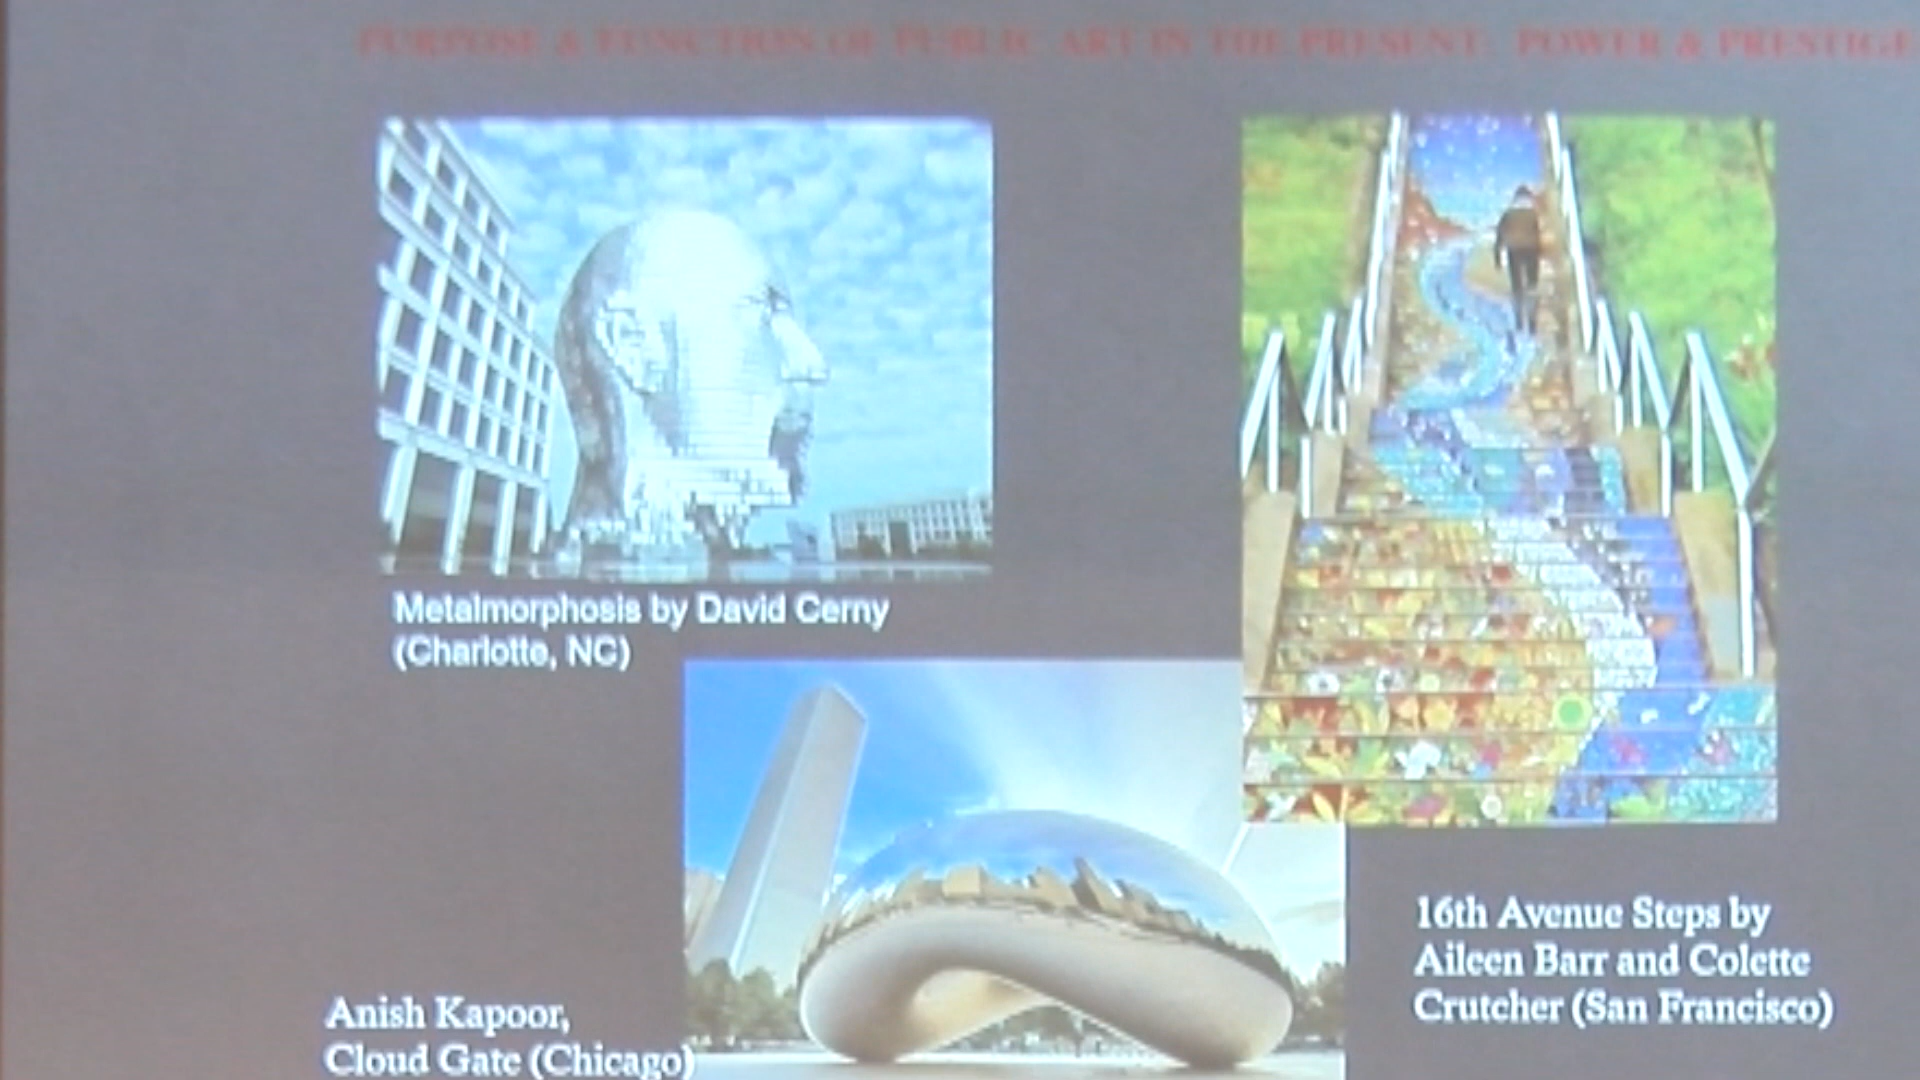 PURPOSE & FUNCTION OF PUBLIC ART IN THE PRESENT: POWER & PRESTIGE
Metalmorphosis by David Cerny
(Charlotte, NC)
16th Avenue Steps by
Aileen Barr and Colette
Crutcher (San Francisco)
Anish Kapoor,
Cloud Gate (Chicago)